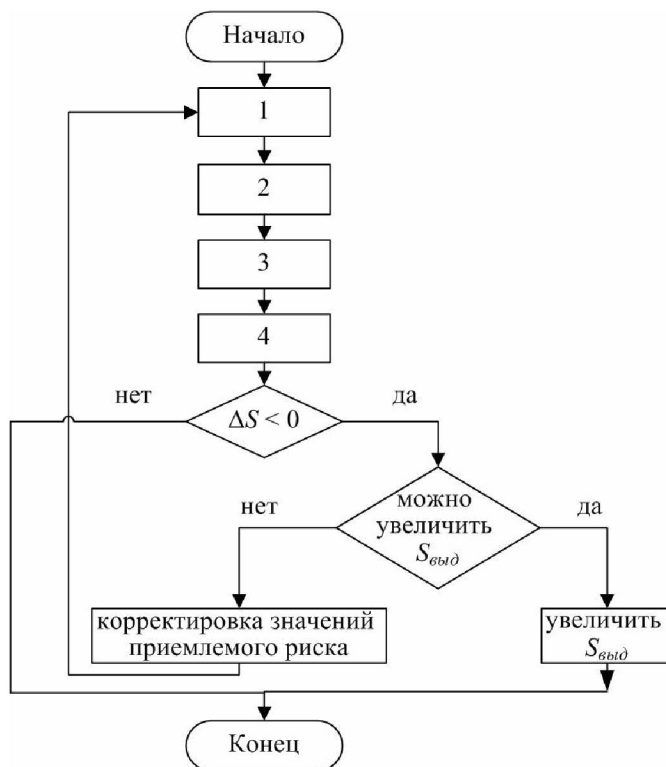 Начало
1
2
3
4
нет
да
ΔS < 0
нет
можно
увеличить
Sвыд
да
корректировка значений
приемлемого риска
увеличить
Sвыд
Конец